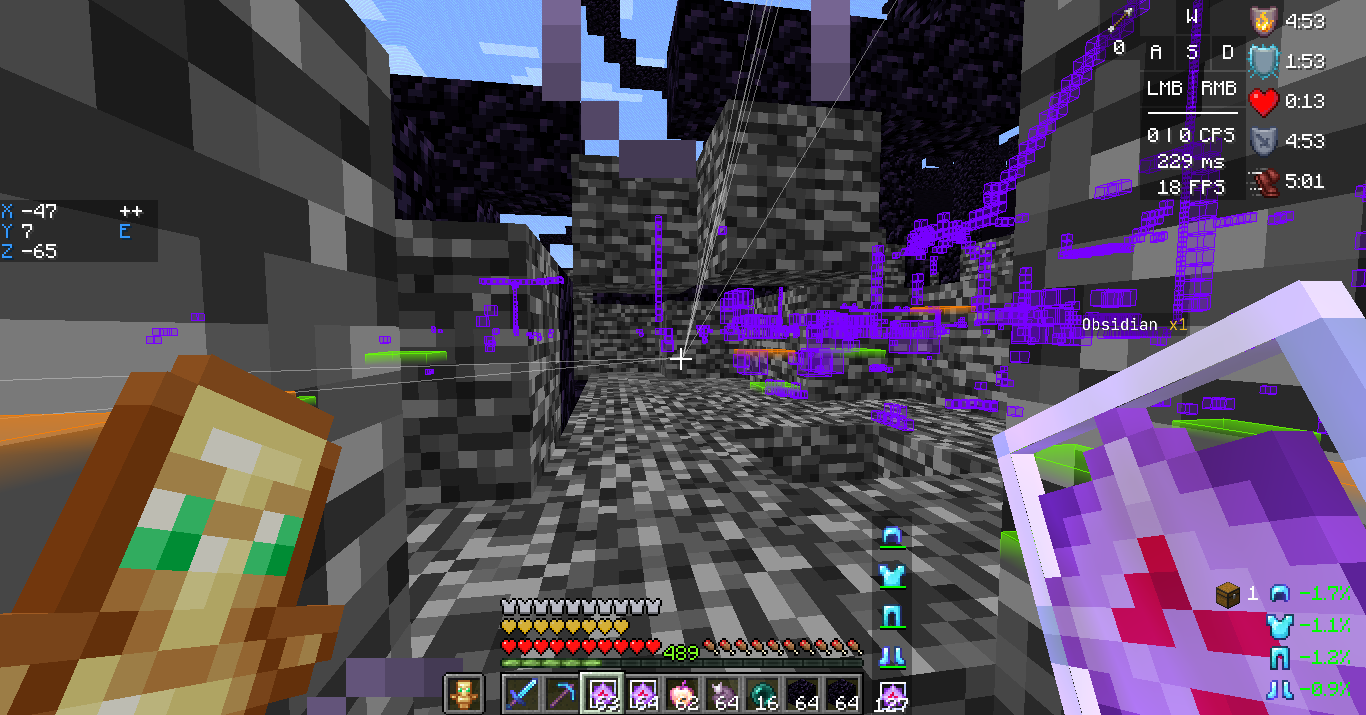 W
4:53
0
A S D
1:53
LMB RMB
0:13
0 | 0 CPS
4:53
229 ms
18 FPS
5:01
X -47 ++
Y 7 E
Z -65
Obsidian x1
1 -1.7%
-1.1%
-1.2%
-0.9%
489
63 64 62 64 16 64 64 127